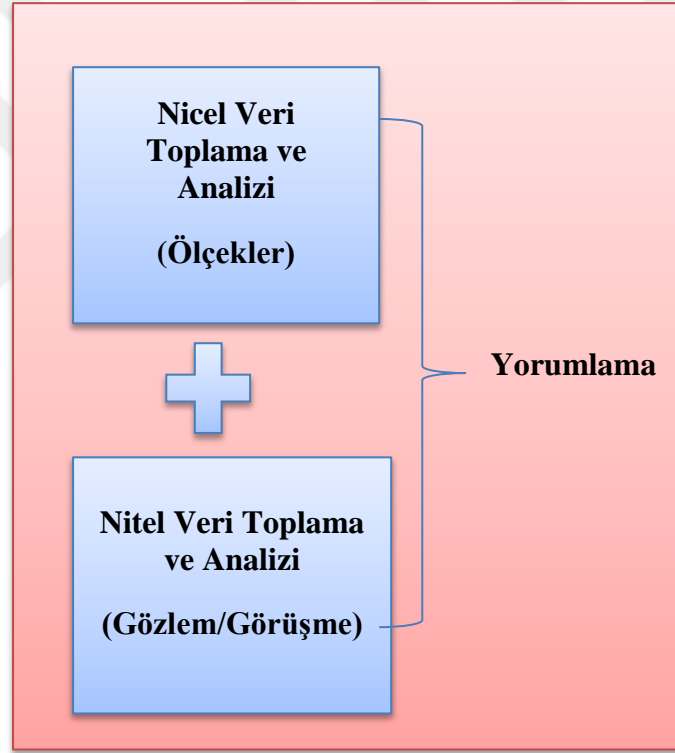 Nicel Veri
Toplama ve
Analizi
(Ölçekler)
Yorumlama
Nitel Veri Toplama
ve Analizi
(Gözlem/Görüşme)